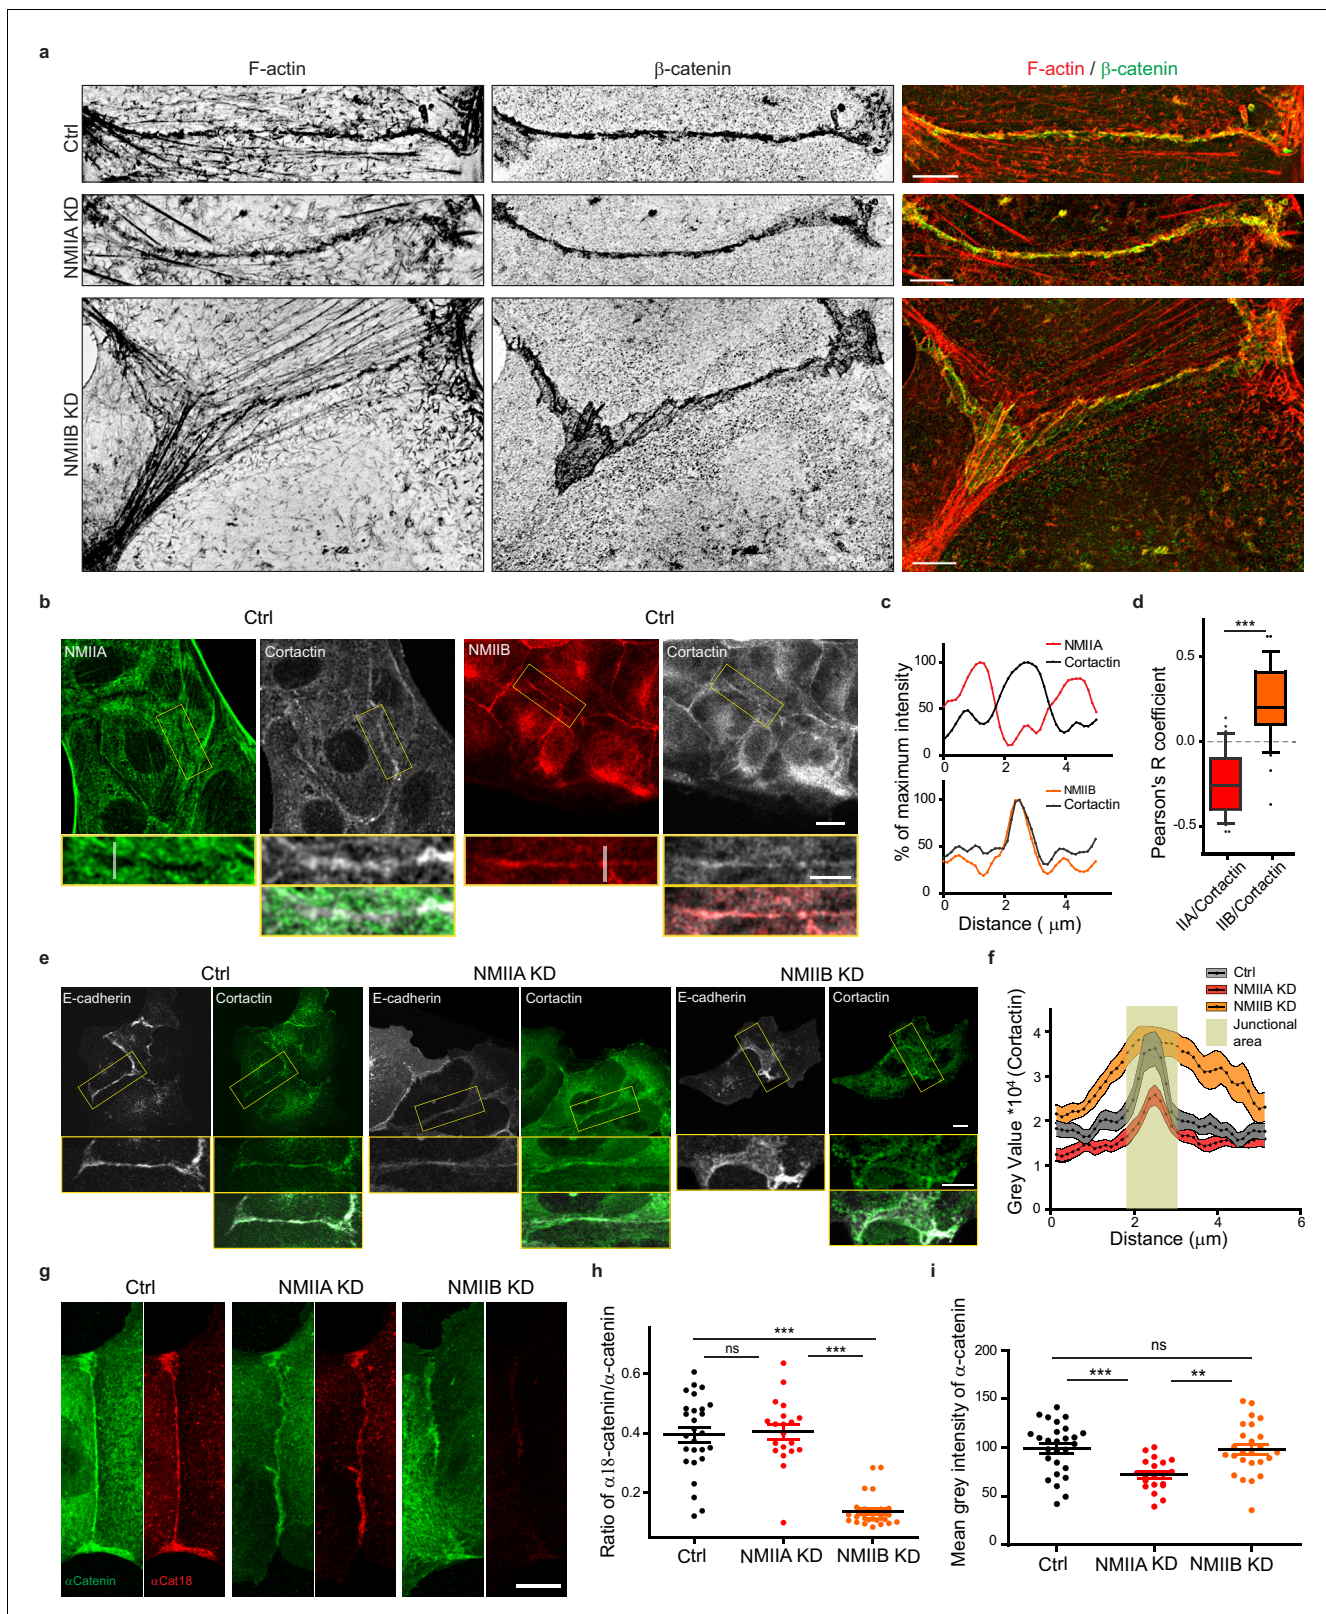 a
F-actin
β-catenin
F-actin / β-catenin
Ctrl
NMIIA KD
NMIIB KD
b
Ctrl
Ctrl
NMIIA
Cortactin
NMIIB
Cortactin
c
NMIIA
Cortactin
100
50
0
0 2 4
NMIIB
Cortactin
100
50
0
0 2 4
% of maximum intensity
Distance ( μm)
d
***
0.5
0.0
-0.5
Pearson's R coefficient
IIA/Cortactin
IIB/Cortactin
e
Ctrl
NMIIA KD
NMIIB KD
E-cadherin
Cortactin
E-cadherin
Cortactin
E-cadherin
Cortactin
f
Ctrl
NMIIA KD
NMIIB KD
Junctional
area
4
3
2
1
0
0 2 4 6
Grey Value *10⁴ (Cortactin)
Distance (μm)
g
Ctrl
NMIIA KD
NMIIB KD
αCatenin
αCat18
h
***
ns
***
0.6
0.4
0.2
Ratio of α18-catenin/α-catenin
Ctrl
NMIIA KD
NMIIB KD
i
ns
***
**
200
150
100
50
0
Mean grey intensity of α-catenin
Ctrl
NMIIA KD
NMIIB KD